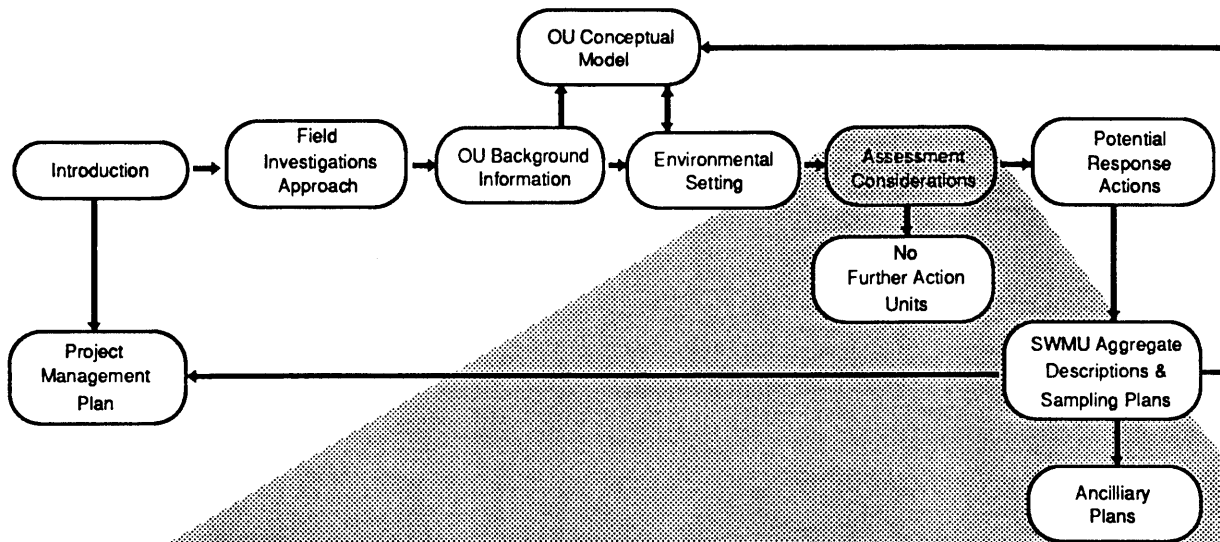 OU Conceptual
Model
Introduction
Field
Investigations
Approach
OU Background
Information
Environmental
Setting
Assessment
Considerations
Potential
Response
Actions
No
Further Action
Units
Project
Management
Plan
SWMU Aggregate
Descriptions &
Sampling Plans
Ancilliary
Plans